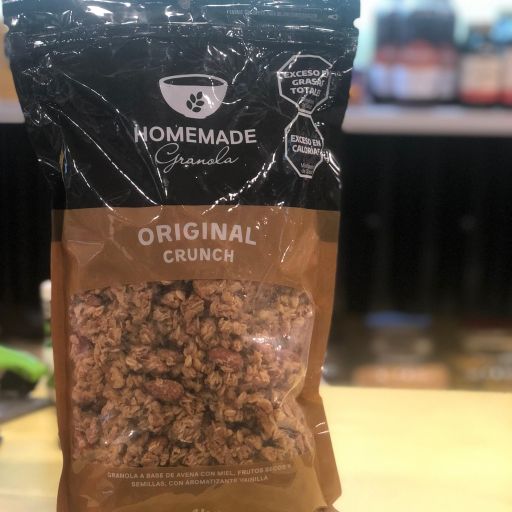 HOMEMADE
Granola
EXCESO EN
GRASAS
TOTALES
EXCESO EN
CALORÍAS
ORIGINAL
CRUNCH
GRANOLA A BASE DE AVENA CON MIEL, FRUTOS SECOS Y
SEMILLAS, CON AROMATIZANTE VAINILLA